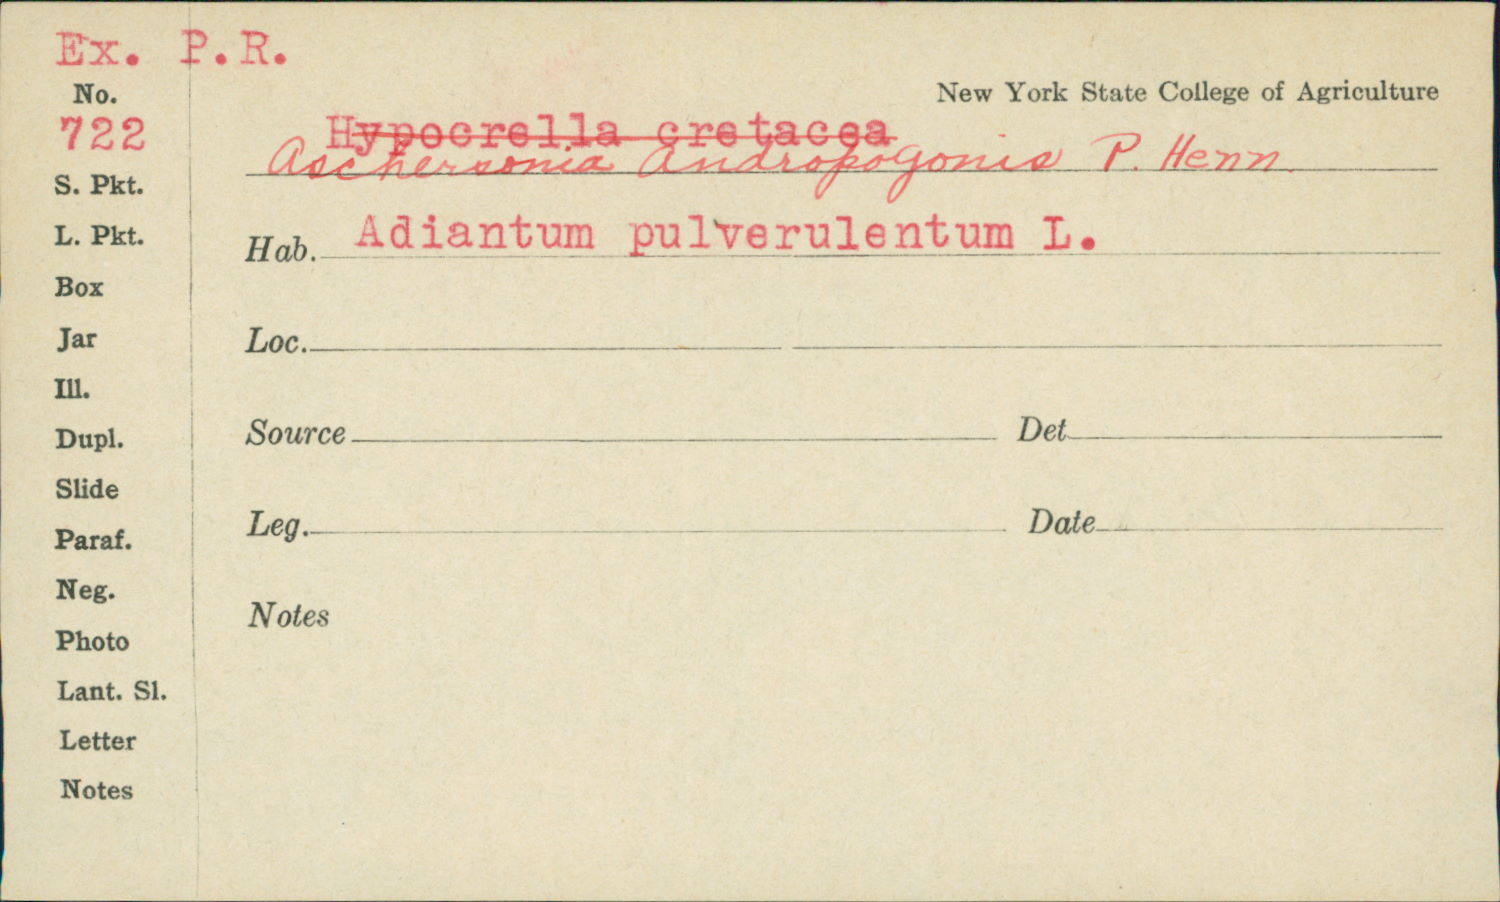 Ex. P.R.
No.
722
New York State College of Agriculture
Hypocrella cretacea
Aschersonia Andropogonis P. Henn.
S. Pkt.
L. Pkt.
Hab. Adiantum pulverulentum L.
Box
Jar
Loc.
Ill.
Dupl.
Source
Det
Slide
Leg.
Date
Paraf.
Neg.
Notes
Photo
Lant. Sl.
Letter
Notes